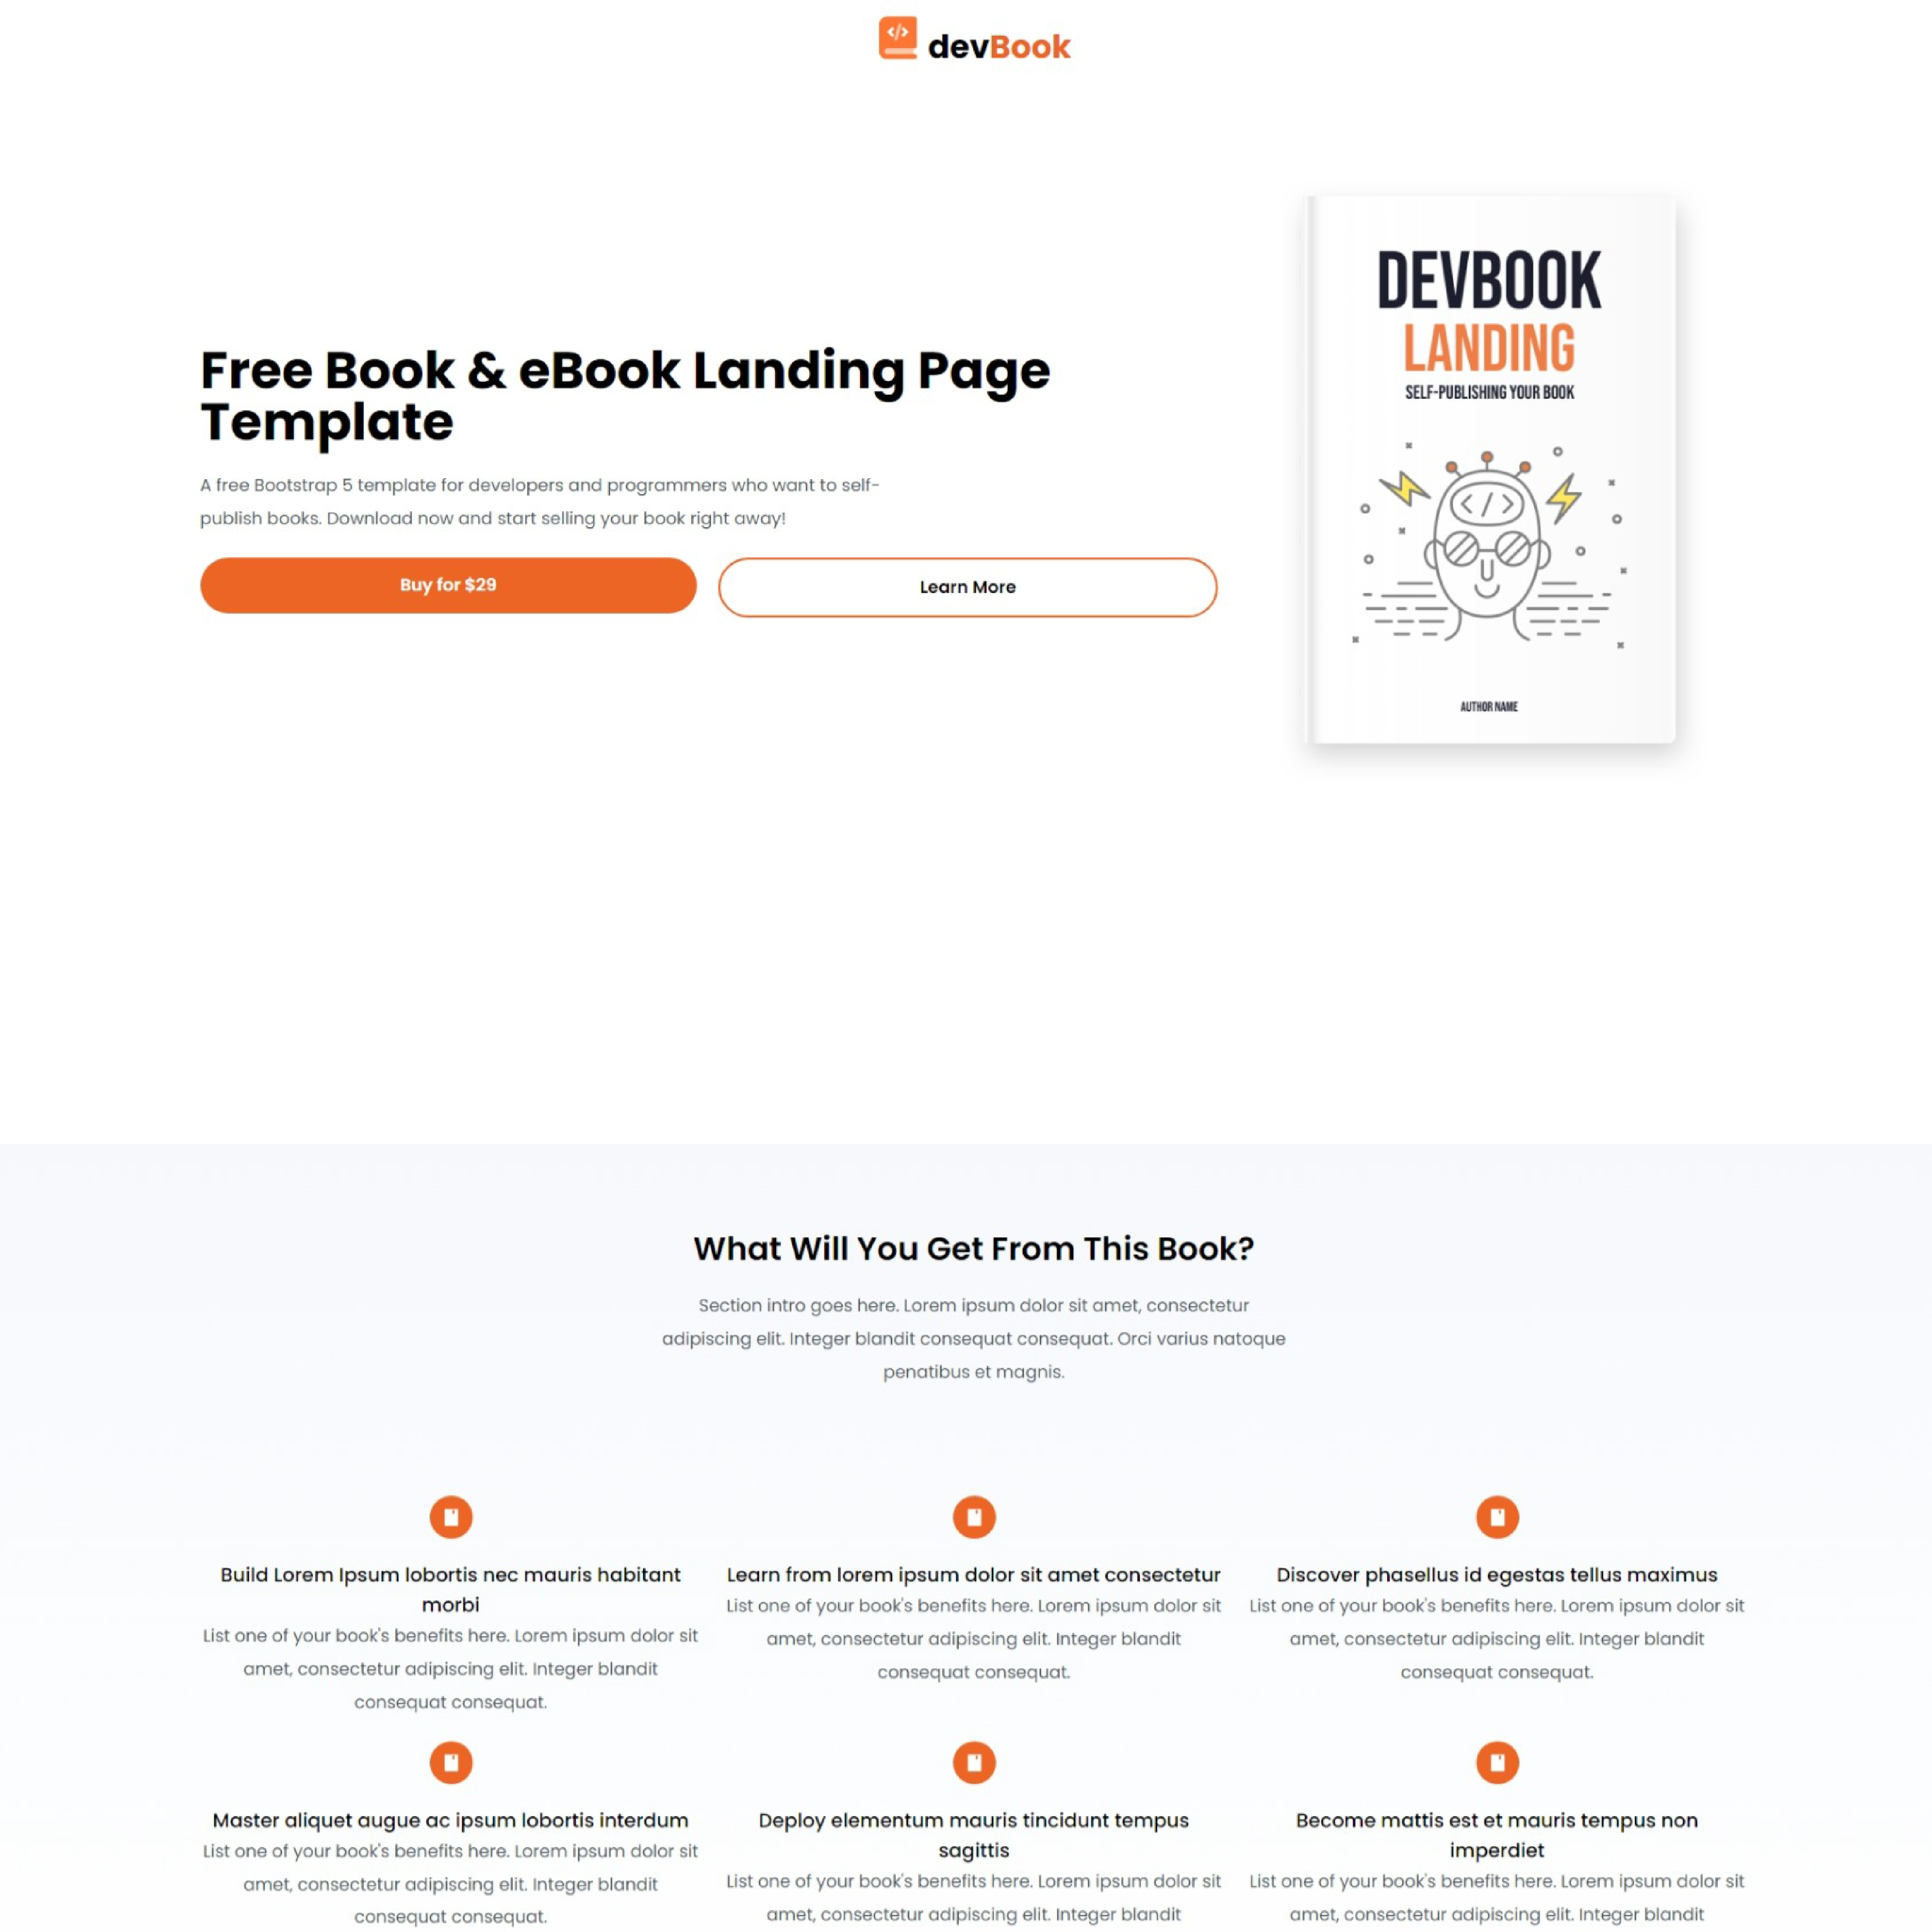 devBook
Free Book & eBook Landing Page
Template
A free Bootstrap 5 template for developers and programmers who want to self-
publish books. Download now and start selling your book right away!
Buy for $29
Learn More
DEVBOOK
LANDING
SELF-PUBLISHING YOUR BOOK
</>
AUTHOR NAME
What Will You Get From This Book?
Section intro goes here. Lorem ipsum dolor sit amet, consectetur
adipiscing elit. Integer blandit consequat consequat. Orci varius natoque
penatibus et magnis.
Build Lorem Ipsum lobortis nec mauris habitant
morbi
List one of your book's benefits here. Lorem ipsum dolor sit
amet, consectetur adipiscing elit. Integer blandit
consequat consequat.
Learn from lorem ipsum dolor sit amet consectetur
List one of your book's benefits here. Lorem ipsum dolor sit
amet, consectetur adipiscing elit. Integer blandit
consequat consequat.
Discover phasellus id egestas tellus maximus
List one of your book's benefits here. Lorem ipsum dolor sit
amet, consectetur adipiscing elit. Integer blandit
consequat consequat.
Master aliquet augue ac ipsum lobortis interdum
List one of your book's benefits here. Lorem ipsum dolor sit
amet, consectetur adipiscing elit. Integer blandit
consequat consequat.
Deploy elementum mauris tincidunt tempus
sagittis
List one of your book's benefits here. Lorem ipsum dolor sit
amet, consectetur adipiscing elit. Integer blandit
Become mattis est et mauris tempus non
imperdiet
List one of your book's benefits here. Lorem ipsum dolor sit
amet, consectetur adipiscing elit. Integer blandit